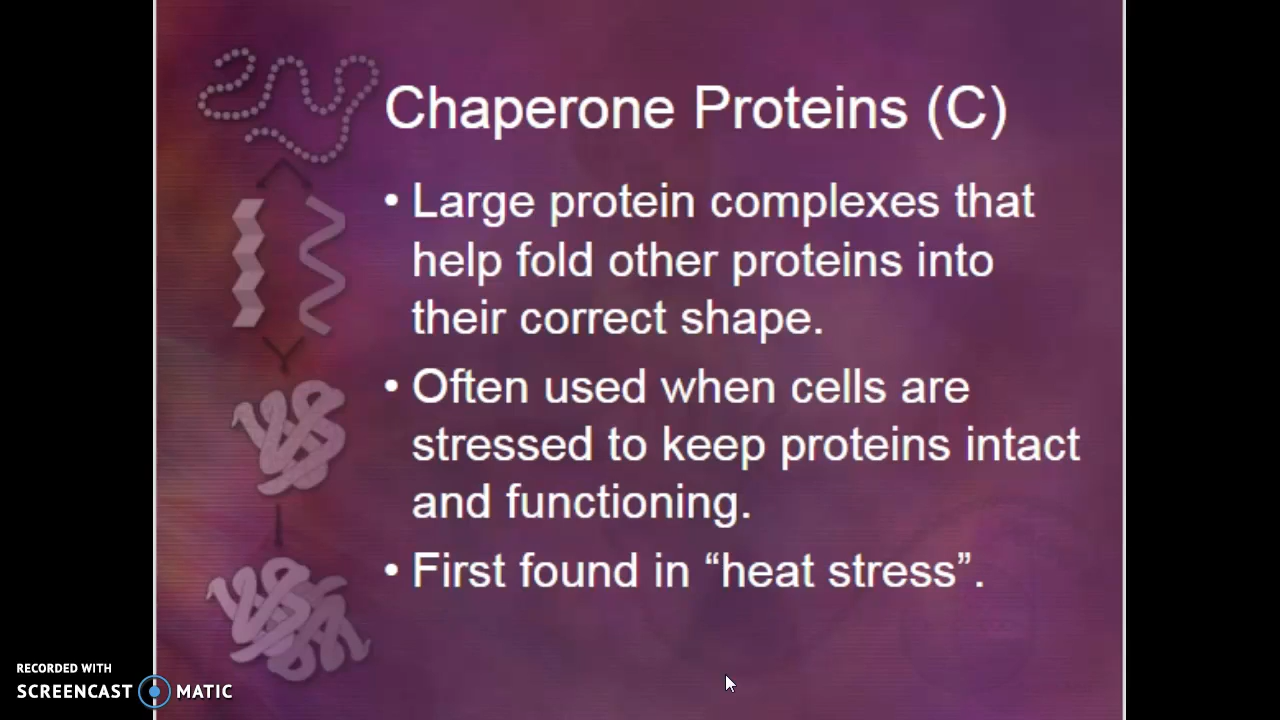 Chaperone Proteins (C)
• Large protein complexes that
help fold other proteins into
their correct shape.
• Often used when cells are
stressed to keep proteins intact
and functioning.
• First found in “heat stress”.
RECORDED WITH
SCREENCAST MATIC